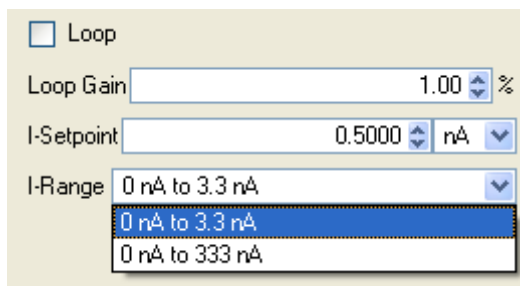 Loop
Loop Gain 1.00 %
I-Setpoint 0.5000 nA
I-Range 0 nA to 3.3 nA
0 nA to 3.3 nA
0 nA to 333 nA